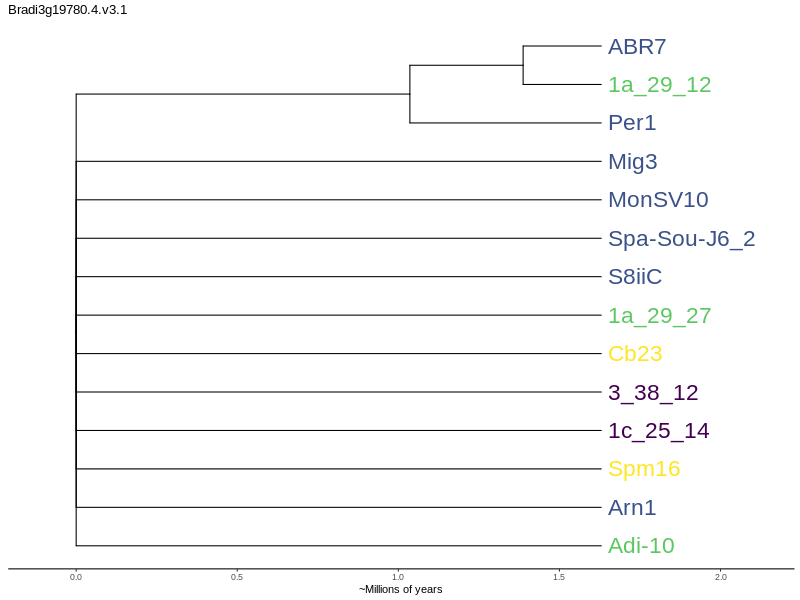 Bradi3g19780.4.v3.1
ABR7
1a_29_12
Per1
Mig3
MonSV10
Spa-Sou-J6_2
S8iiC
1a_29_27
Cb23
3_38_12
1c_25_14
Spm16
Arn1
Adi-10
0.0 0.5 1.0 1.5 2.0
~Millions of years